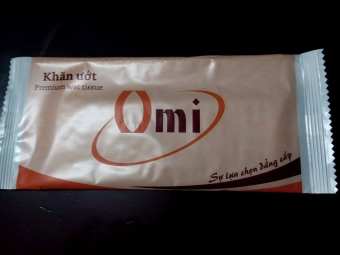 Khăn ướt
Premium wet tissue
Omi
Sự lựa chọn đẳng cấp